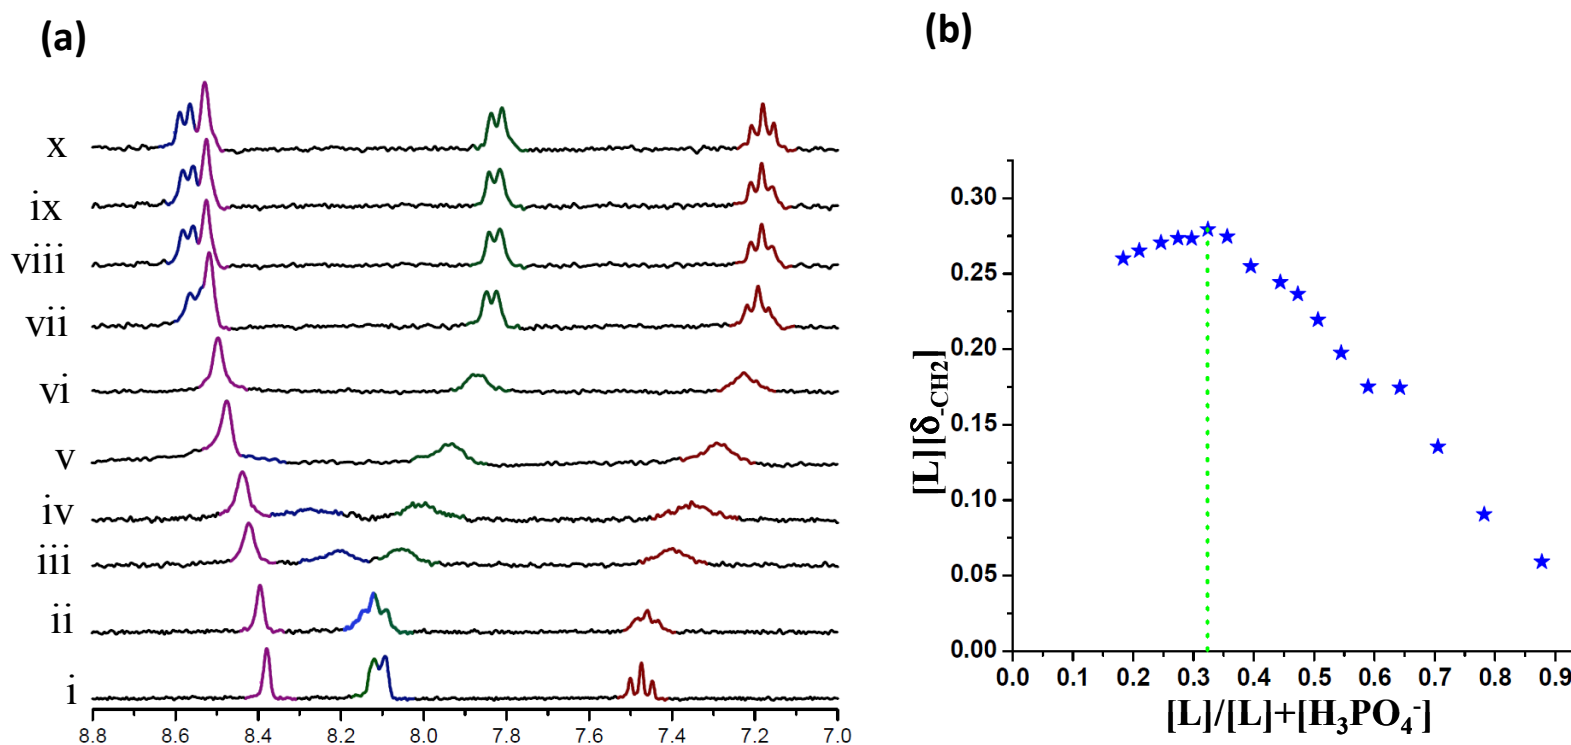 (a)
x
ix
viii
vii
vi
v
iv
iii
ii
i
8.8 8.6 8.4 8.2 8.0 7.8 7.6 7.4 7.2 7.0
(b)
0.30
0.25
0.20
0.15
0.10
0.05
0.00
[L][δ-CH2]
0.0 0.1 0.2 0.3 0.4 0.5 0.6 0.7 0.8 0.9
[L]/[L]+[H3PO4-]